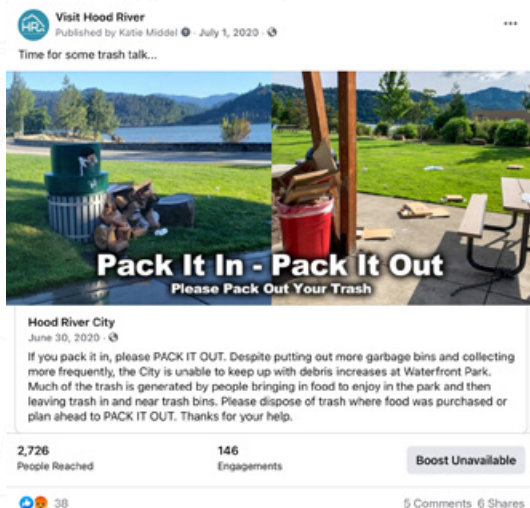 Visit Hood River
Published by Katie Middel · July 1, 2020 ·
Time for some trash talk...
Pack It In - Pack It Out
Please Pack Out Your Trash
Hood River City
June 30, 2020 ·
If you pack it in, please PACK IT OUT. Despite putting out more garbage bins and collecting
more frequently, the City is unable to keep up with debris increases at Waterfront Park.
Much of the trash is generated by people bringing in food to enjoy in the park and then
leaving trash in and near trash bins. Please dispose of trash where food was purchased or
plan ahead to PACK IT OUT. Thanks for your help.
2,726 146
People Reached Engagements Boost Unavailable
38 5 Comments 6 Shares